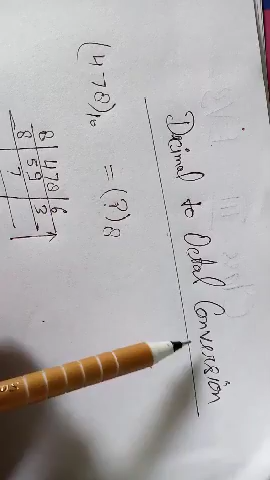 Decimal to Octal Conversion
(478)10 = (?)8
8 | 478 | 6
8 | 59 | 3
7